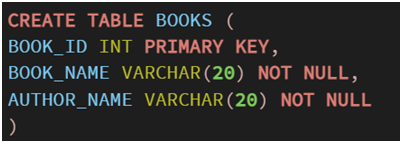 CREATE TABLE BOOKS (
BOOK_ID INT PRIMARY KEY,
BOOK_NAME VARCHAR(20) NOT NULL,
AUTHOR_NAME VARCHAR(20) NOT NULL
)